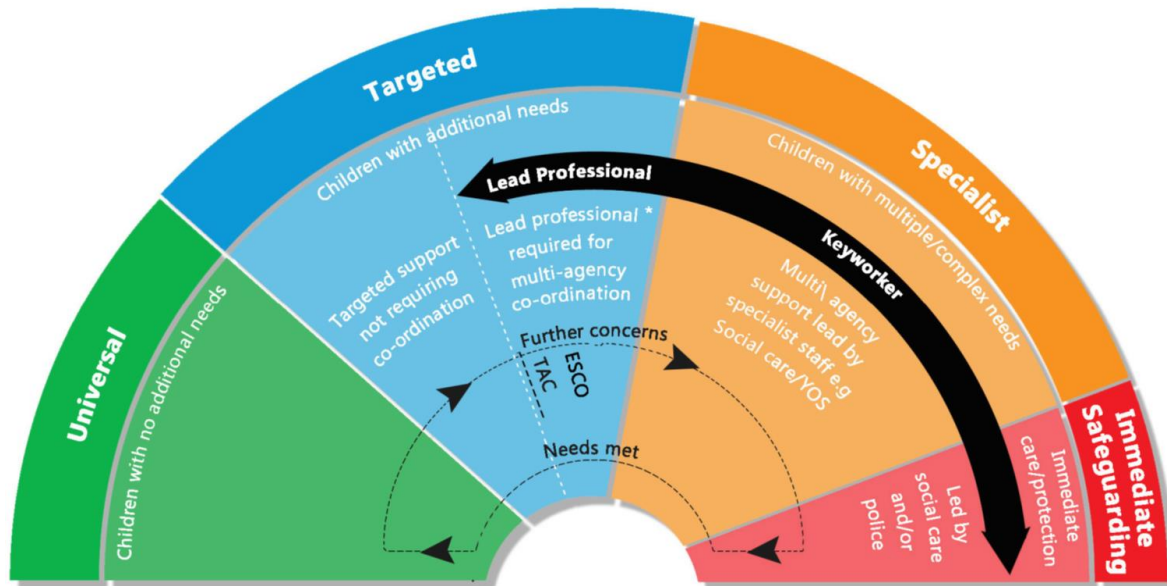 Universal
Children with no additional needs
Targeted
Children with additional needs
Targeted support
not requiring
co-ordination
Lead Professional
Lead professional *
required for
multi-agency
co-ordination
Further concerns
TAC
ESCO
Needs met
Specialist
Children with multiple/complex needs
Keyworker
Multi\ agency
support lead by
specialist staff e.g
Social care/YOS
Immediate
Safeguarding
Immediate
care/protection
Led by
social care
and/or
police